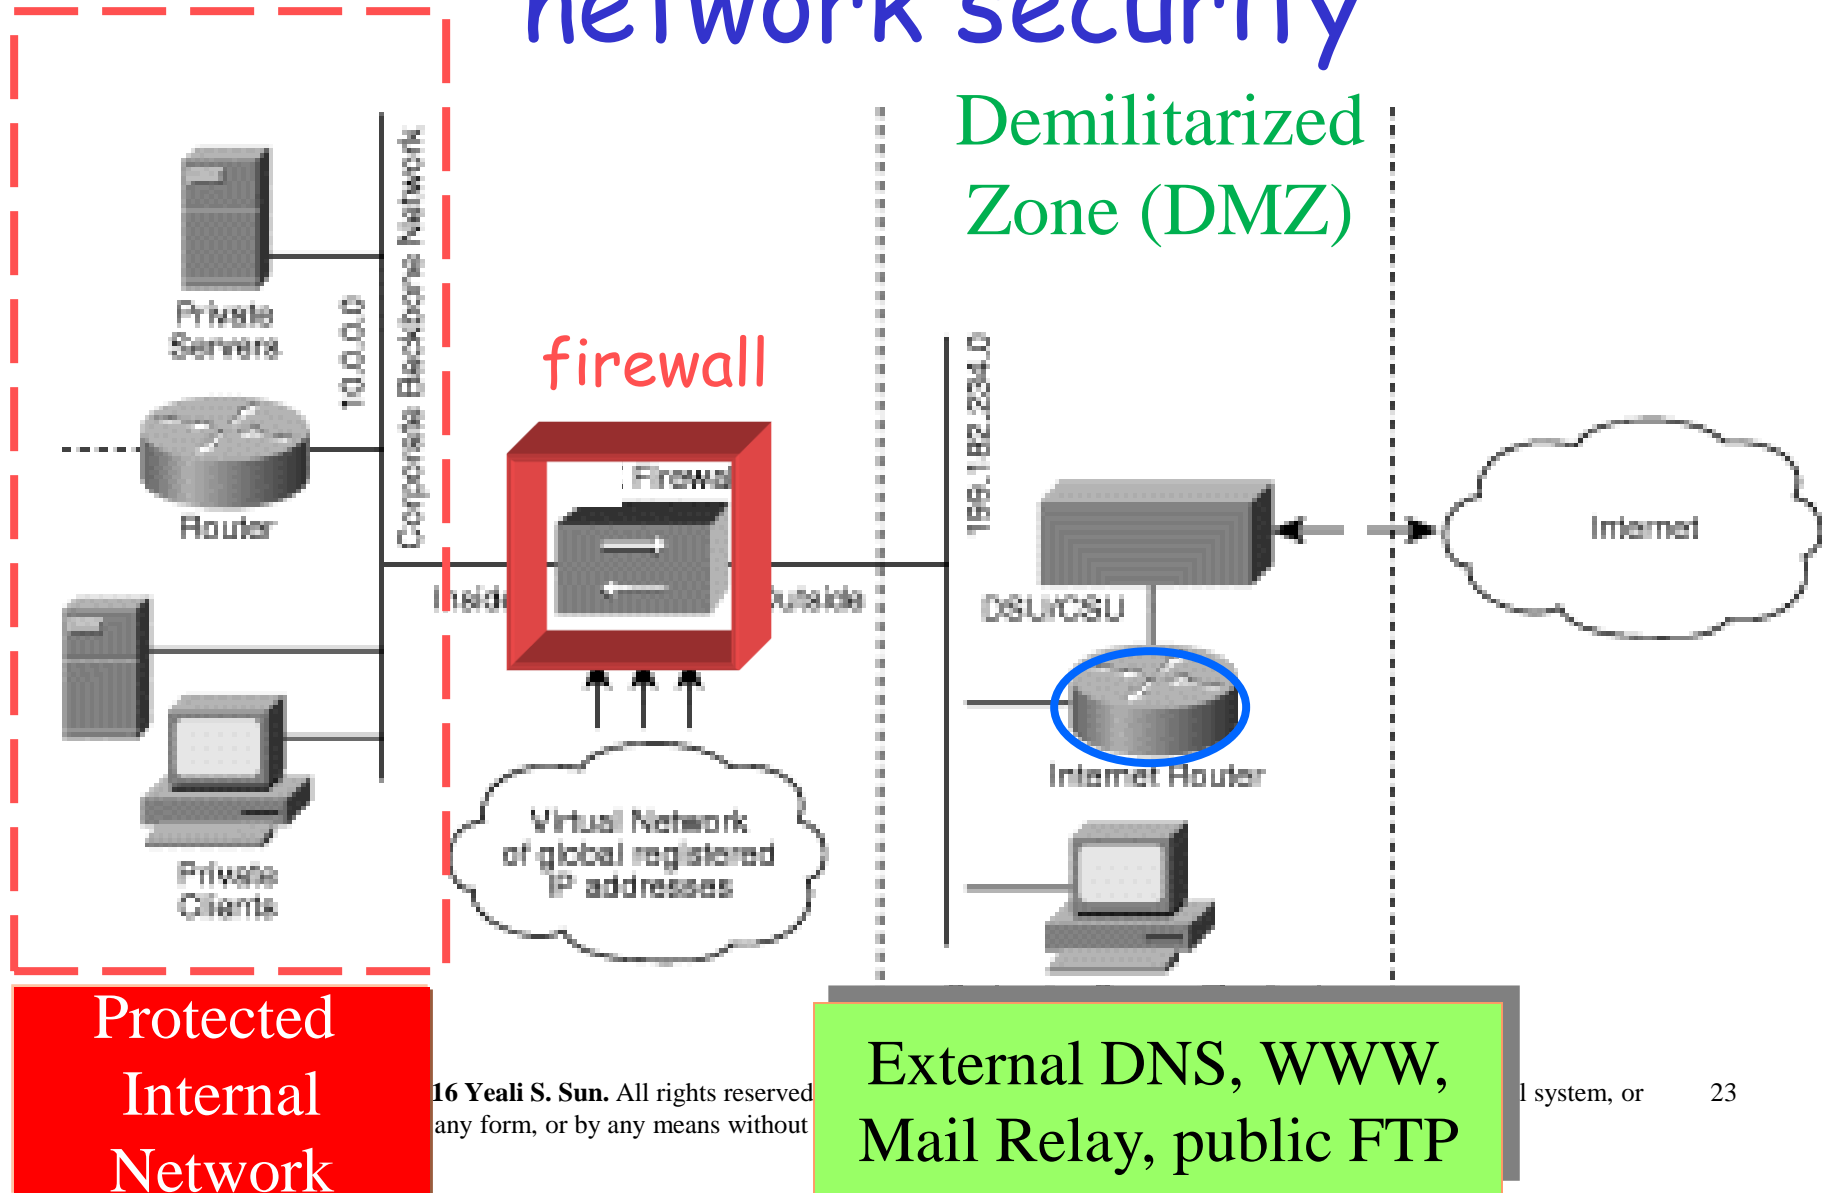 network security
Demilitarized
Zone (DMZ)
Corporate Backbone Network
10.0.0.0
Private
Servers
firewall
199.182.234.0
Firewal
Router
Internet
Inside
Outside
DSU/CSU
Internet Router
Virtual Network
of global registered
IP addresses
Private
Clients
Protected
Internal
Network
External DNS, WWW,
Mail Relay, public FTP
16 Yeali S. Sun. All rights reserved
l system, or
23
any form, or by any means without